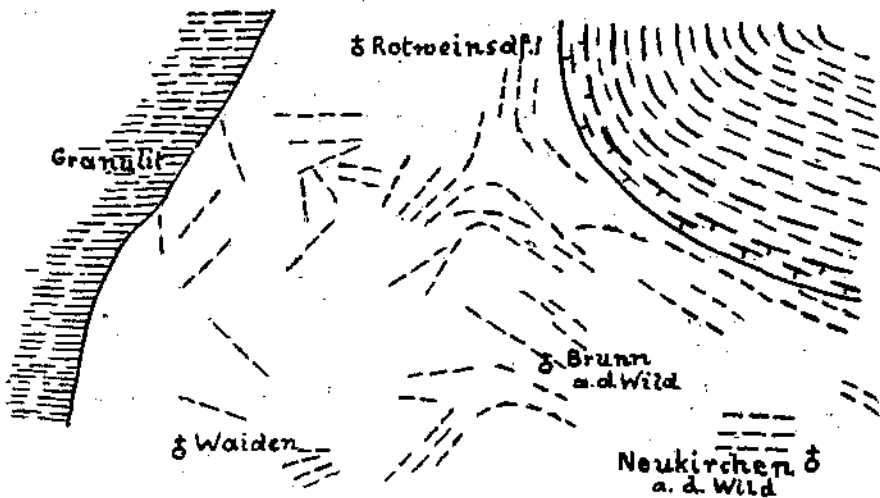 Rotweinsdf.
Granulit
Brunn
a.d.Wild
Waiden
Neukirchen
a. d. Wild